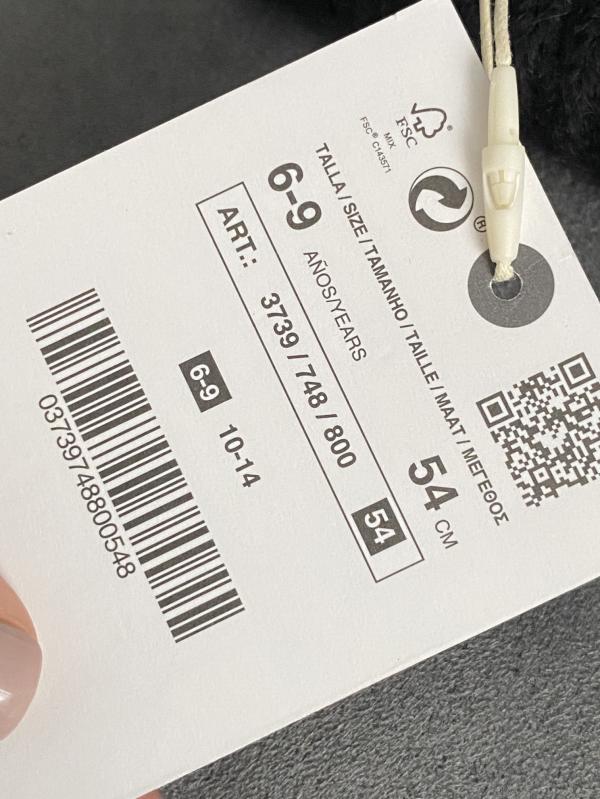 FSC®
MIX
FSC® C143571
®
TALLA / SIZE / TAMANHO / TAILLE / MAAT / ΜΕΓΕΘΟΣ
6-9 AÑOS/YEARS 54 CM
ART.: 3739 / 748 / 800 54
6-9 10-14
03739748800548